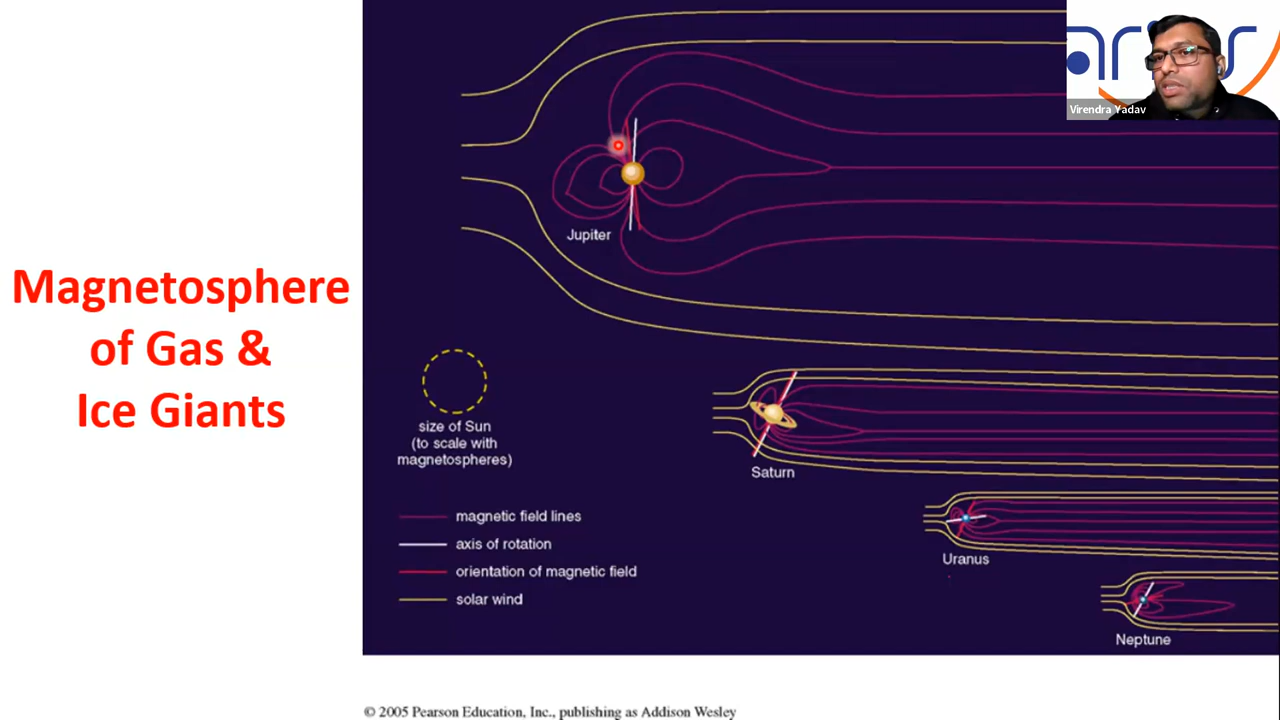 Magnetosphere
of Gas &
Ice Giants
Jupiter
size of Sun
(to scale with
magnetospheres)
Saturn
magnetic field lines
axis of rotation
orientation of magnetic field
solar wind
Uranus
Neptune
© 2005 Pearson Education, Inc., publishing as Addison Wesley
Virendra Yadav